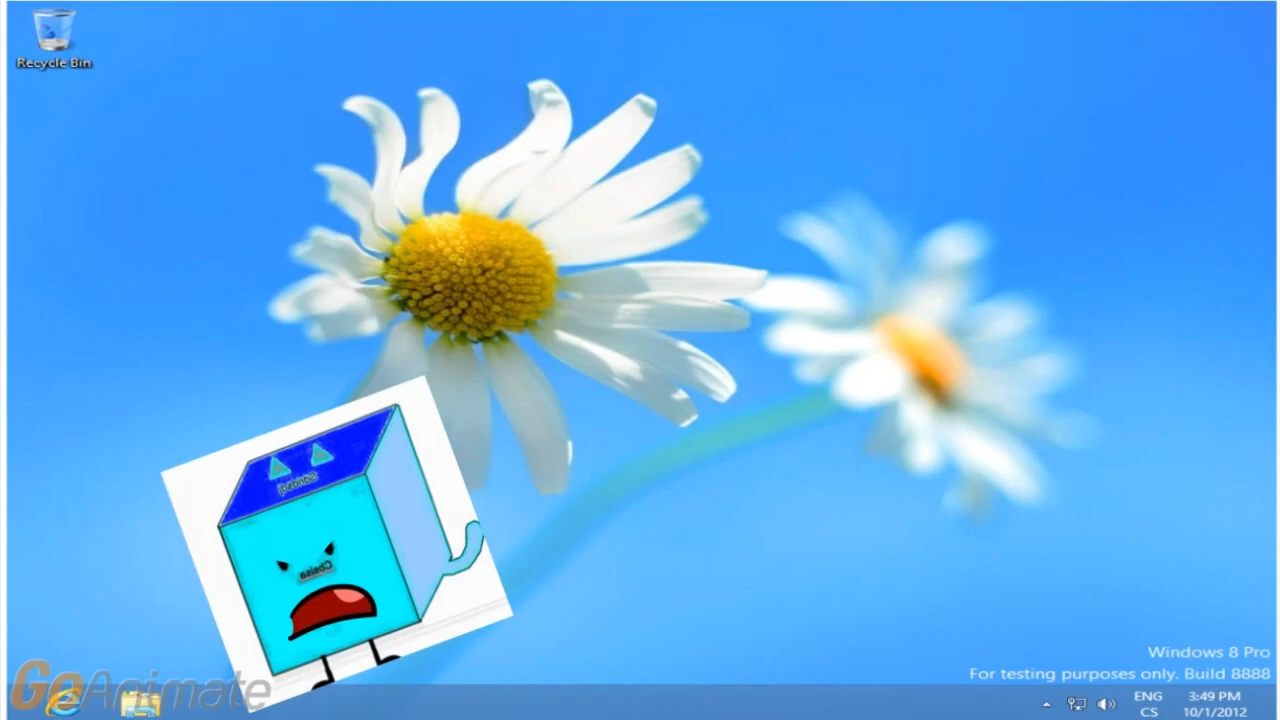 Recycle Bin
Windows 8 Pro
For testing purposes only. Build 8888
GoAnimate
ENG
CS
3:49 PM
10/1/2012